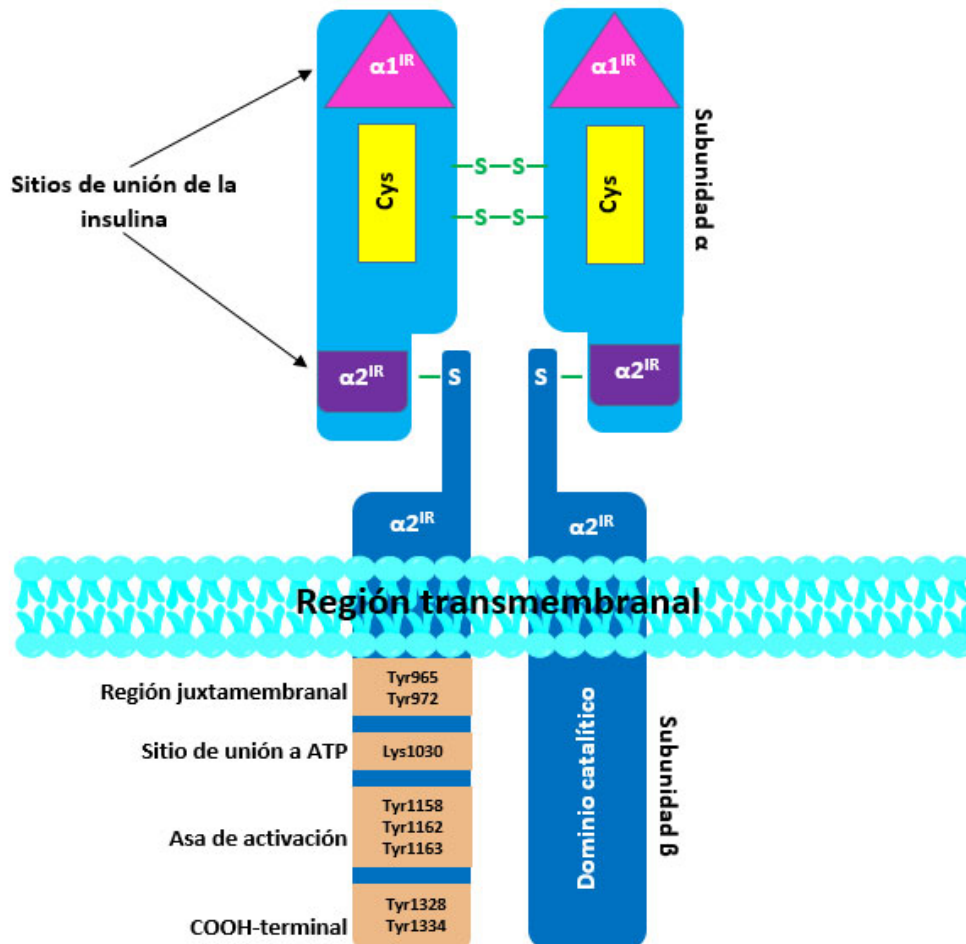 α1ᴵᴿ
α1ᴵᴿ
Sitios de unión de la
insulina
Cys
Cys
—S—S—
—S—S—
Subunidad α
α2ᴵᴿ
—S
S—
α2ᴵᴿ
α2ᴵᴿ
α2ᴵᴿ
Región transmembranal
Región juxtamembranal
Tyr965
Tyr972
Sitio de unión a ATP
Lys1030
Asa de activación
Tyr1158
Tyr1162
Tyr1163
COOH-terminal
Tyr1328
Tyr1334
Dominio catalítico
Subunidad β